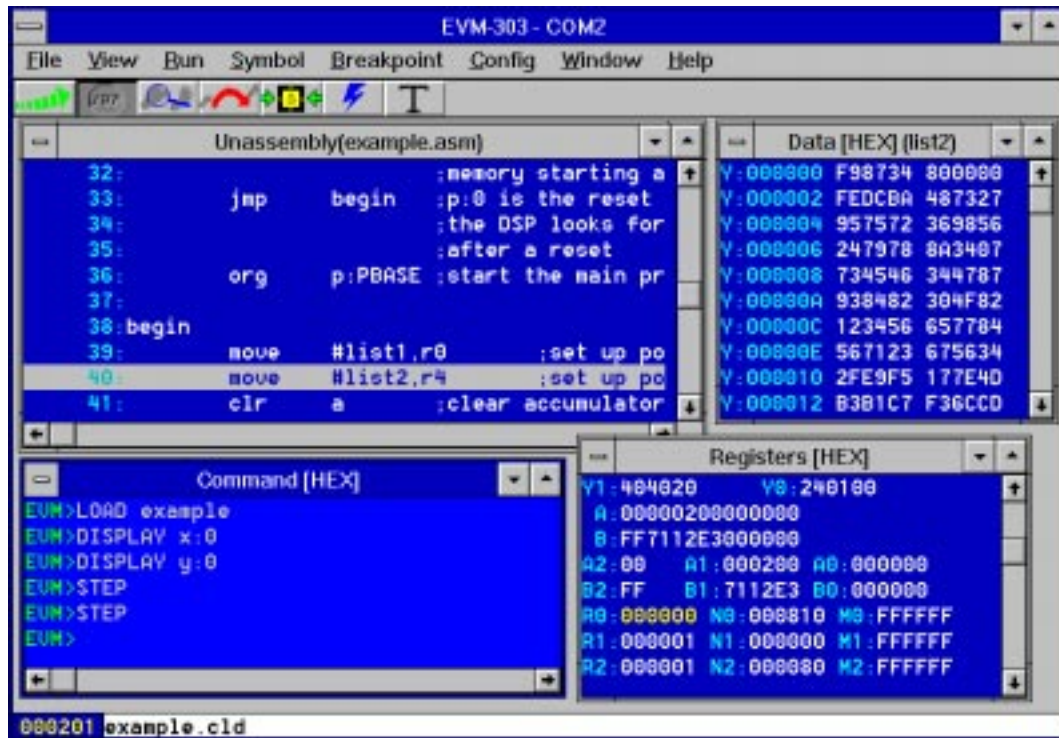 EVM-303 - COM2
File View Run Symbol Breakpoint Config Window Help
T
Unassembly(example.asm)
32: ;memory starting a
33: jmp begin ;p:0 is the reset
34: ;the DSP looks for
35: ;after a reset
36: org p:PBASE ;start the main pr
37:
38:begin
39: move #list1,r0 ;set up po
40: move #list2,r4 ;set up po
41: clr a ;clear accumulator
Data [HEX] (list2)
Y:000000 F98734 800000
Y:000002 FEDCBA 487327
Y:000004 957572 369856
Y:000006 247978 8A3407
Y:000008 734546 344787
Y:00000A 938482 304F82
Y:00000C 123456 657784
Y:00000E 567123 675634
Y:000010 2FE9F5 177E4D
Y:000012 B3B1C7 F36CCD
Command [HEX]
EVM>LOAD example
EVM>DISPLAY x:0
EVM>DISPLAY y:0
EVM>STEP
EVM>STEP
EVM>
Registers [HEX]
Y1:404020 Y0:240100
A:00000200000000
B:FF7112E3000000
A2:00 A1:000200 A0:000000
B2:FF B1:7112E3 B0:000000
R0:000000 N0:000810 M0:FFFFFF
R1:000001 N1:000000 M1:FFFFFF
R2:000001 N2:000080 M2:FFFFFF
000201 example.cld